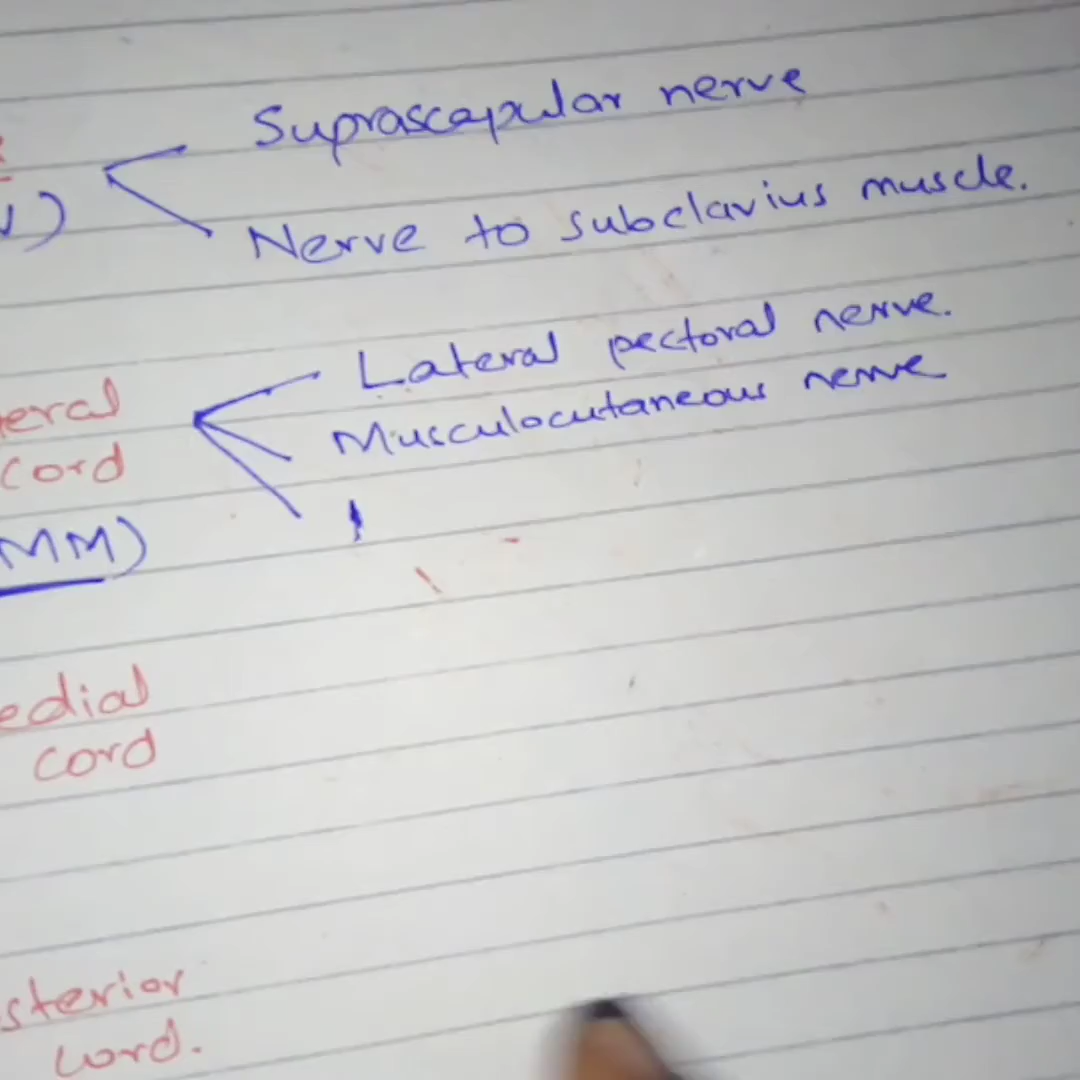 Suprascapular nerve
Nerve to subclavius muscle.
Lateral pectoral nerve.
eral
Musculocutaneous nerve
cord
MM)
edial
cord
sterior
cord.